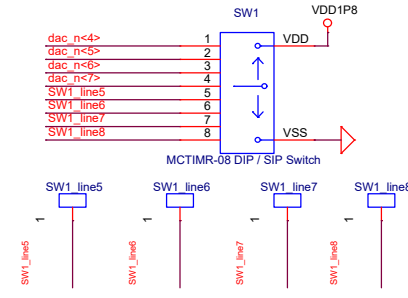 SW1
VDD1P8
dac_n<4> 1 VDD
dac_n<5> 2
dac_n<6> 3
dac_n<7> 4
SW1_line5 5
SW1_line6 6
SW1_line7 7
SW1_line8 8 VSS
MCTIMR-08 DIP / SIP Switch
SW1_line5 SW1_line6 SW1_line7 SW1_line8
1 1 1 1
SW1_line5 SW1_line6 SW1_line7 SW1_line8